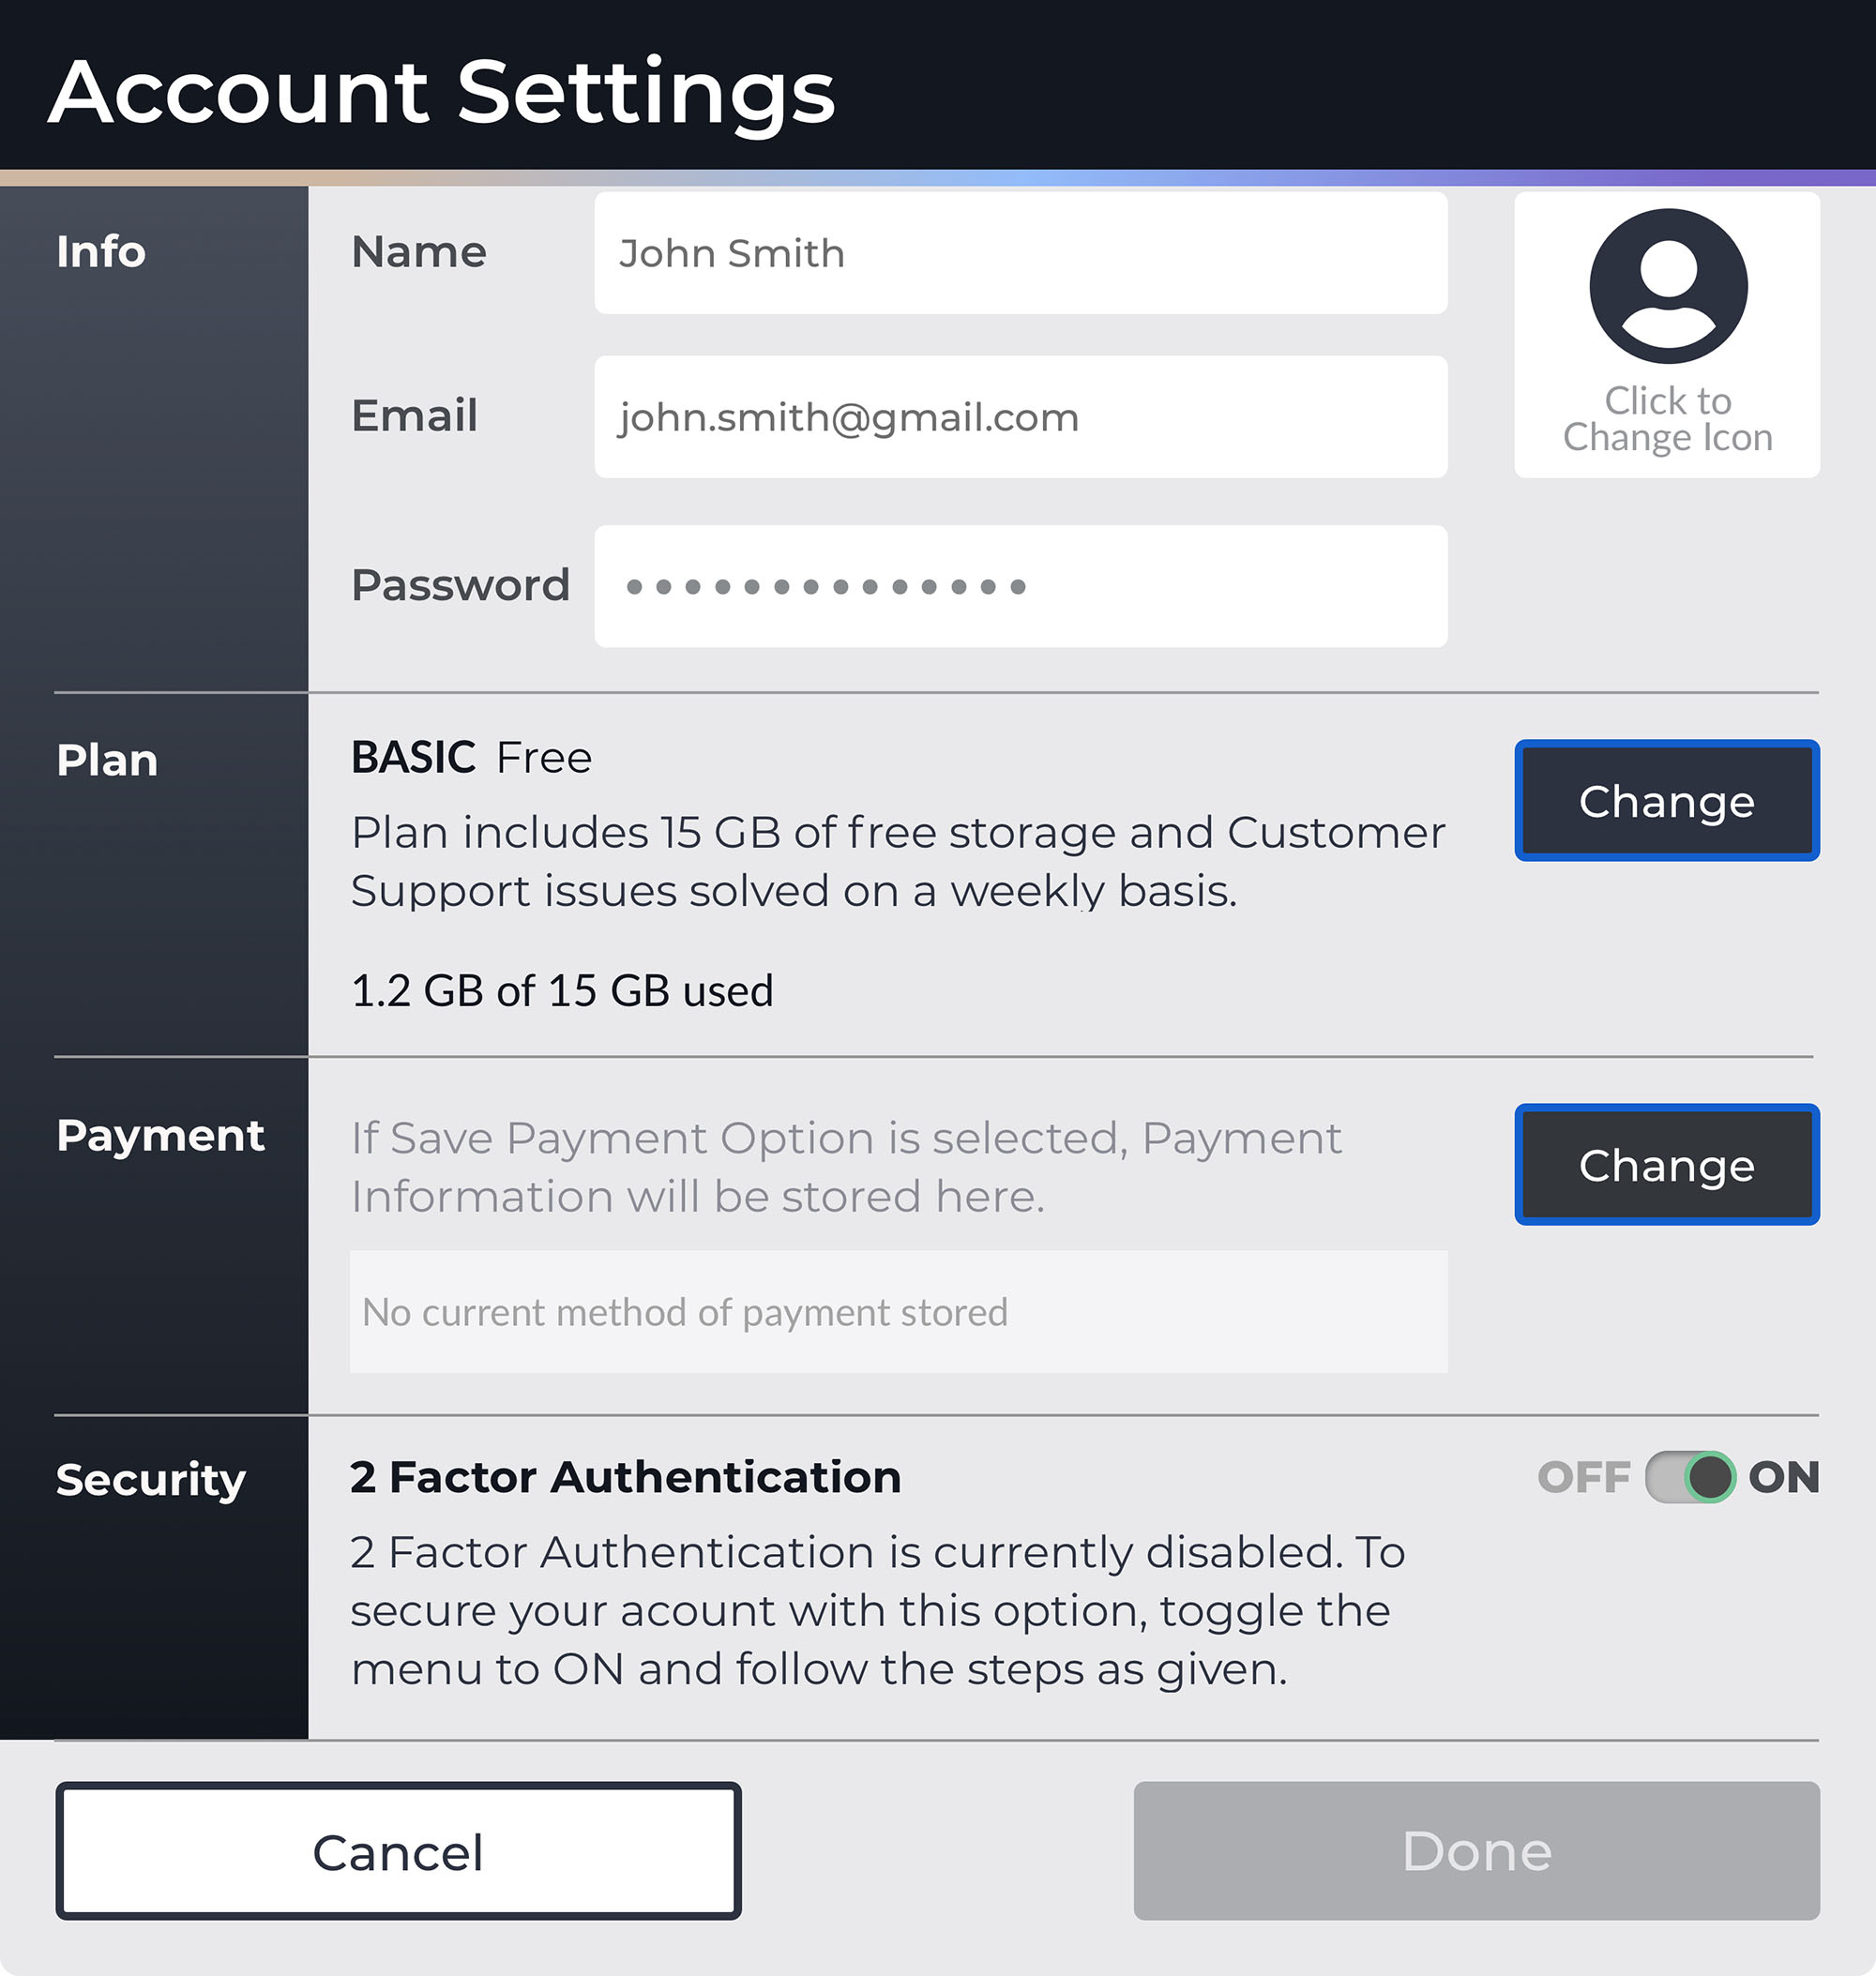 Account Settings
Info
Name
John Smith
Click to
Change Icon
Email
john.smith@gmail.com
Password
Plan
BASIC Free
Change
Plan includes 15 GB of free storage and Customer
Support issues solved on a weekly basis.
1.2 GB of 15 GB used
Payment
If Save Payment Option is selected, Payment
Information will be stored here.
Change
No current method of payment stored
Security
2 Factor Authentication
OFF
ON
2 Factor Authentication is currently disabled. To
secure your acount with this option, toggle the
menu to ON and follow the steps as given.
Cancel
Done